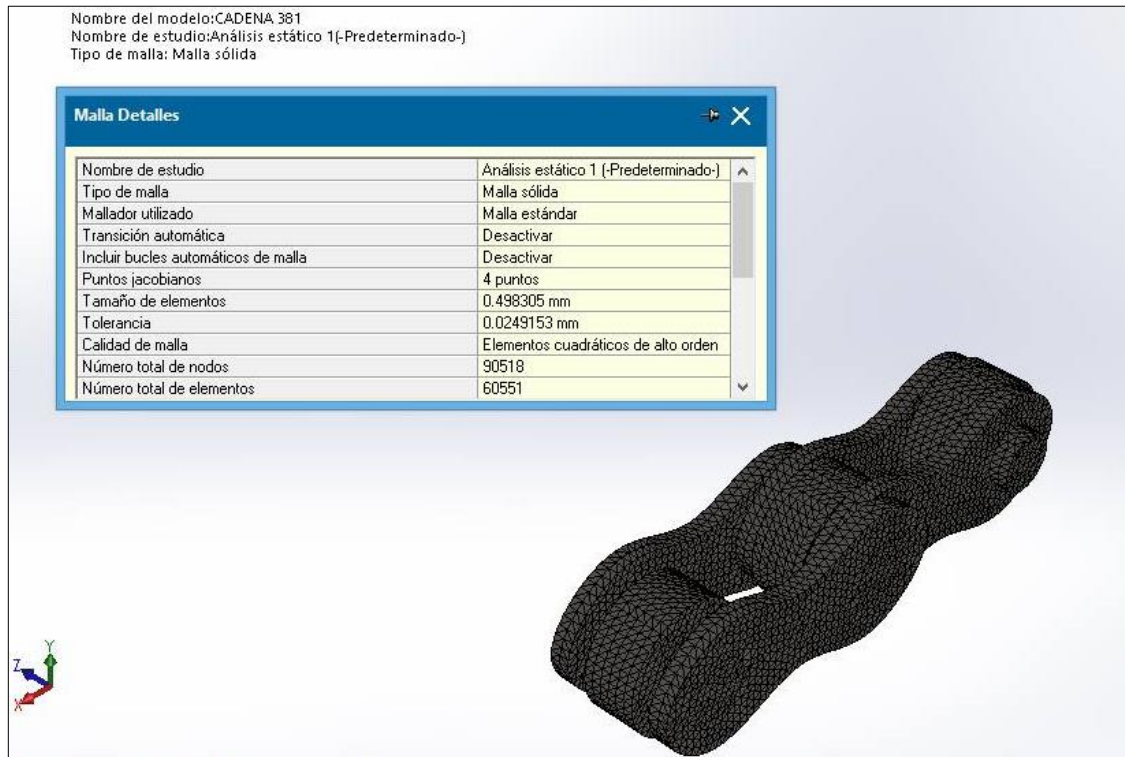 Nombre del modelo:CADENA 381
Nombre de estudio:Análisis estático 1(-Predeterminado-)
Tipo de malla: Malla sólida
Malla Detalles
Nombre de estudio Análisis estático 1 (-Predeterminado-)
Tipo de malla Malla sólida
Mallador utilizado Malla estándar
Transición automática Desactivar
Incluir bucles automáticos de malla Desactivar
Puntos jacobianos 4 puntos
Tamaño de elementos 0.498305 mm
Tolerancia 0.0249153 mm
Calidad de malla Elementos cuadráticos de alto orden
Número total de nodos 90518
Número total de elementos 60551
Y
Z
X